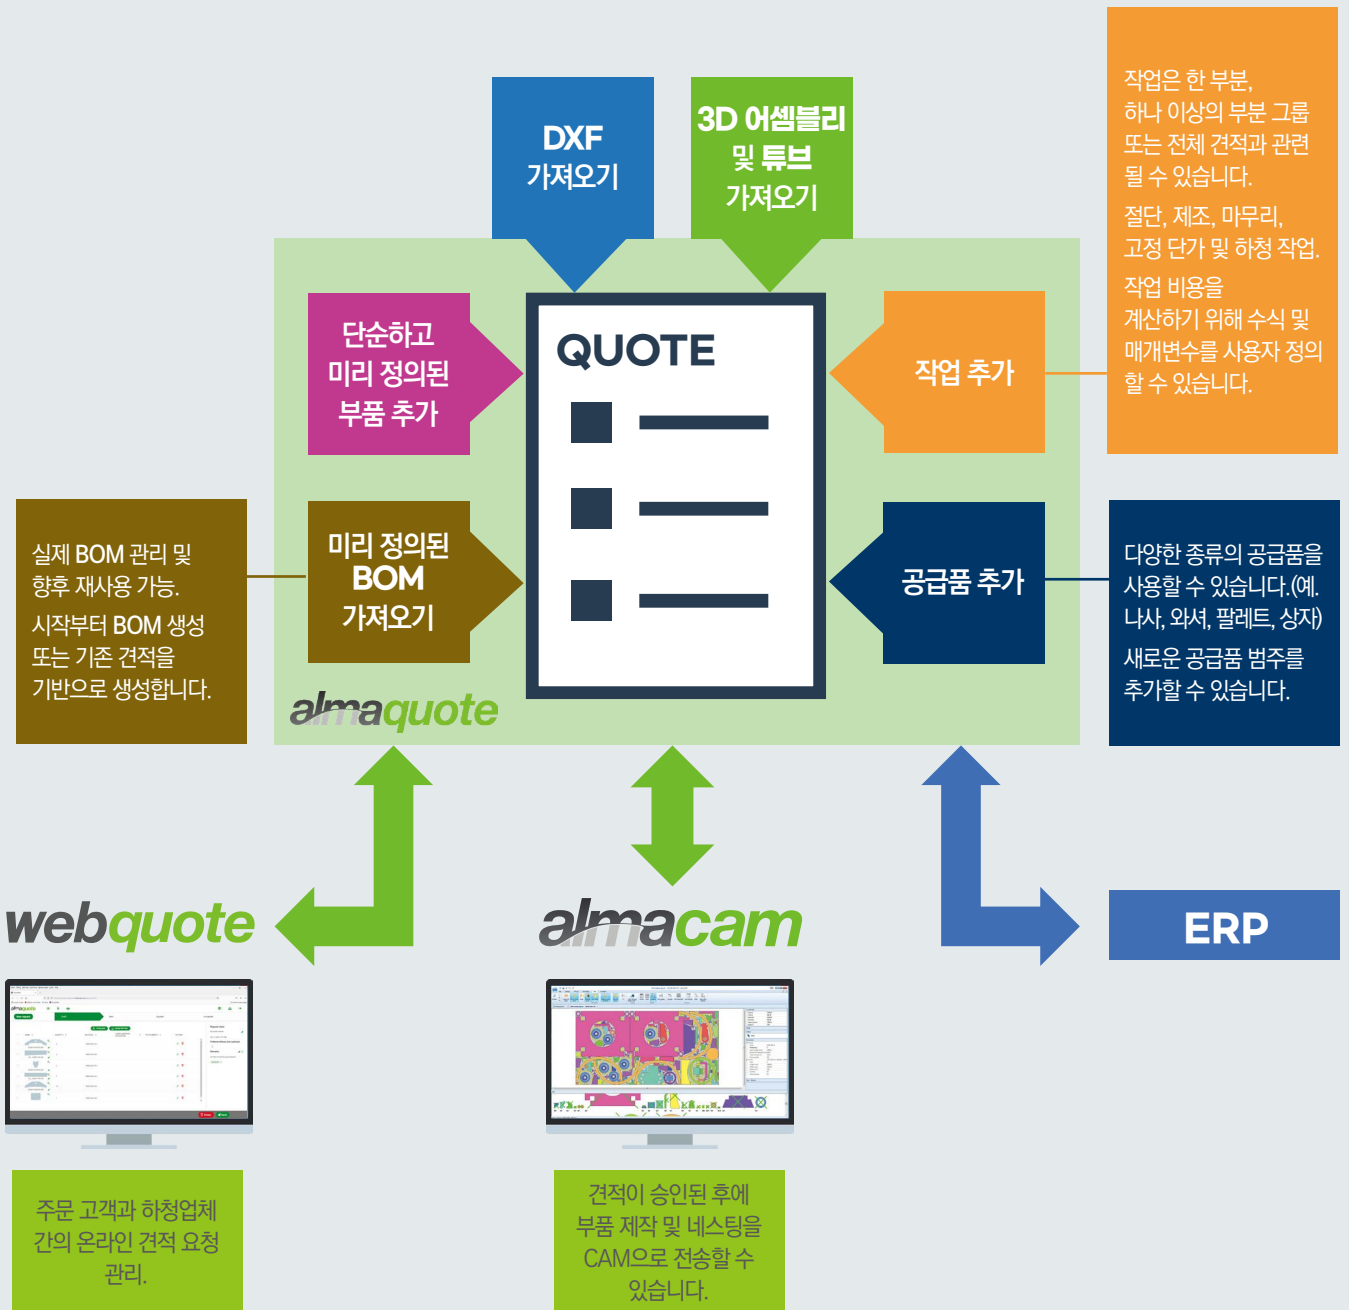 DXF
가져오기
3D 어셈블리
및 튜브
가져오기
작업은 한 부분,
하나 이상의 부분 그룹
또는 전체 견적과 관련
될 수 있습니다.
절단, 제조, 마무리,
고정 단가 및 하청 작업.
작업 비용을
계산하기 위해 수식 및
매개변수를 사용자 정의
할 수 있습니다.
단순하고
미리 정의된
부품 추가
QUOTE
작업 추가
실제 BOM 관리 및
향후 재사용 가능.
시작부터 BOM 생성
또는 기존 견적을
기반으로 생성합니다.
미리 정의된
BOM
가져오기
공급품 추가
다양한 종류의 공급품을
사용할 수 있습니다.(예.
나사, 와셔, 팔레트, 상자)
새로운 공급품 범주를
추가할 수 있습니다.
almaquote
webquote
almacam
ERP
almaquote
주문 고객과 하청업체
간의 온라인 견적 요청
관리.
견적이 승인된 후에
부품 제작 및 네스팅을
CAM으로 전송할 수
있습니다.